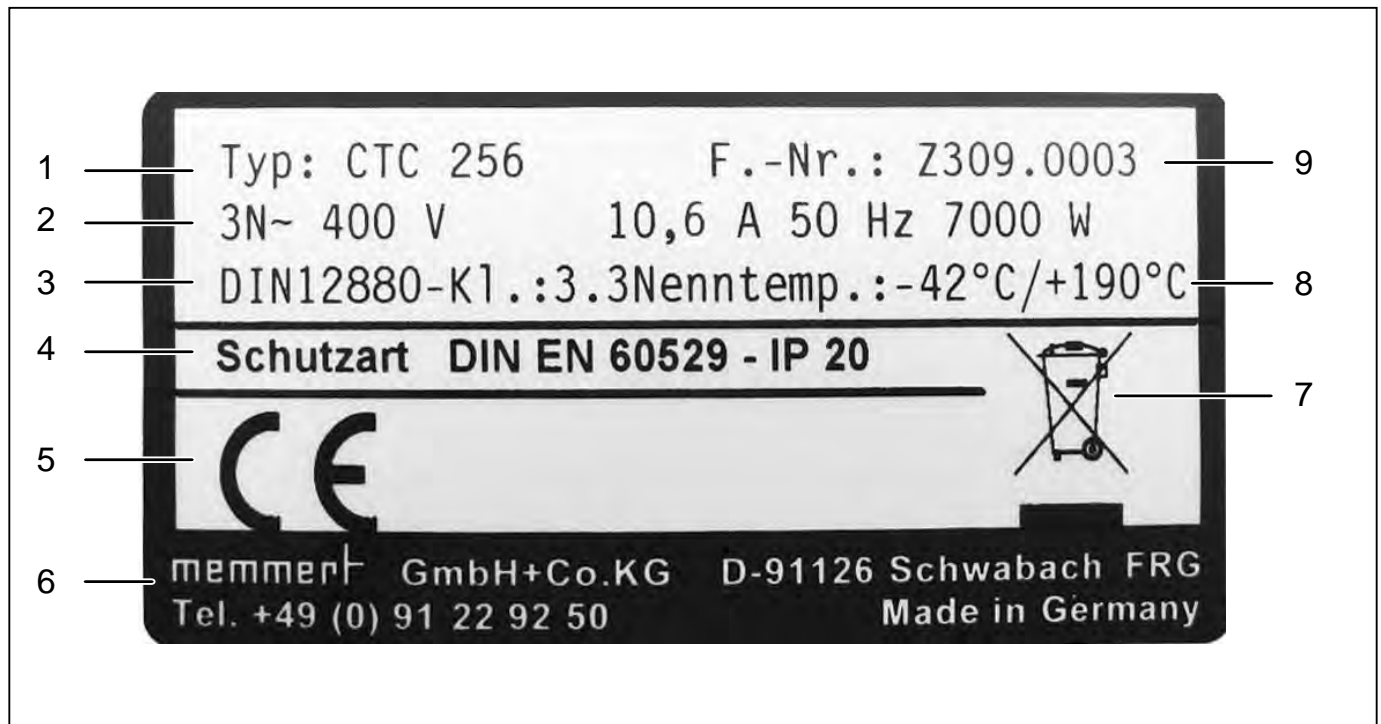 1 Typ: CTC 256 F.-Nr.: Z309.0003 9
2 3N~ 400 V 10,6 A 50 Hz 7000 W
3 DIN12880-Kl.:3.3Nenntemp.:-42°C/+190°C 8
4 Schutzart DIN EN 60529 - IP 20
7
5 CE
6 memmert GmbH+Co.KG D-91126 Schwabach FRG
Tel. +49 (0) 91 22 92 50 Made in Germany